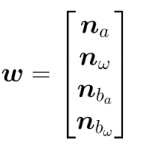 w = [n_a
n_ω
n_{b_a}
n_{b_ω}]